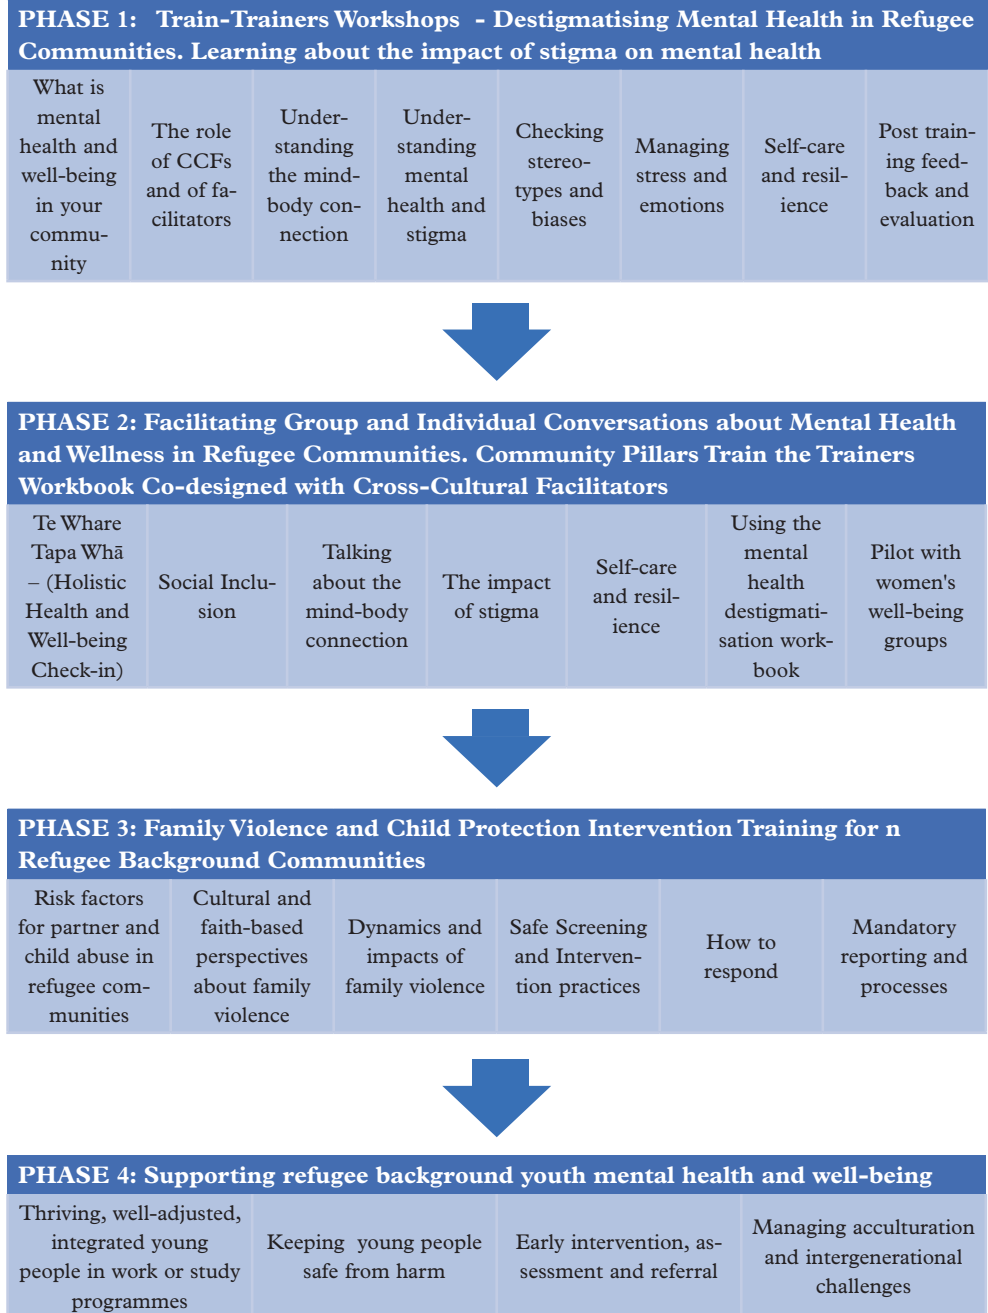 PHASE 1: Train-Trainers Workshops - Destigmatising Mental Health in Refugee
Communities. Learning about the impact of stigma on mental health
What is
mental
health and
well-being
in your
commu-
nity
The role
of CCFs
and of fa-
cilitators
Under-
standing
the mind-
body con-
nection
Under-
standing
mental
health and
stigma
Checking
stereo-
types and
biases
Managing
stress and
emotions
Self-care
and resil-
ience
Post train-
ing feed-
back and
evaluation
PHASE 2: Facilitating Group and Individual Conversations about Mental Health
and Wellness in Refugee Communities. Community Pillars Train the Trainers
Workbook Co-designed with Cross-Cultural Facilitators
Te Whare
Tapa Whā
– (Holistic
Health and
Well-being
Check-in)
Social Inclu-
sion
Talking
about the
mind-body
connection
The impact
of stigma
Self-care
and resil-
ience
Using the
mental
health
destigmati-
sation work-
book
Pilot with
women's
well-being
groups
PHASE 3: Family Violence and Child Protection Intervention Training for n
Refugee Background Communities
Risk factors
for partner and
child abuse in
refugee com-
munities
Cultural and
faith-based
perspectives
about family
violence
Dynamics and
impacts of
family violence
Safe Screening
and Interven-
tion practices
How to
respond
Mandatory
reporting and
processes
PHASE 4: Supporting refugee background youth mental health and well-being
Thriving, well-adjusted,
integrated young
people in work or study
programmes
Keeping young people
safe from harm
Early intervention, as-
sessment and referral
Managing acculturation
and intergenerational
challenges